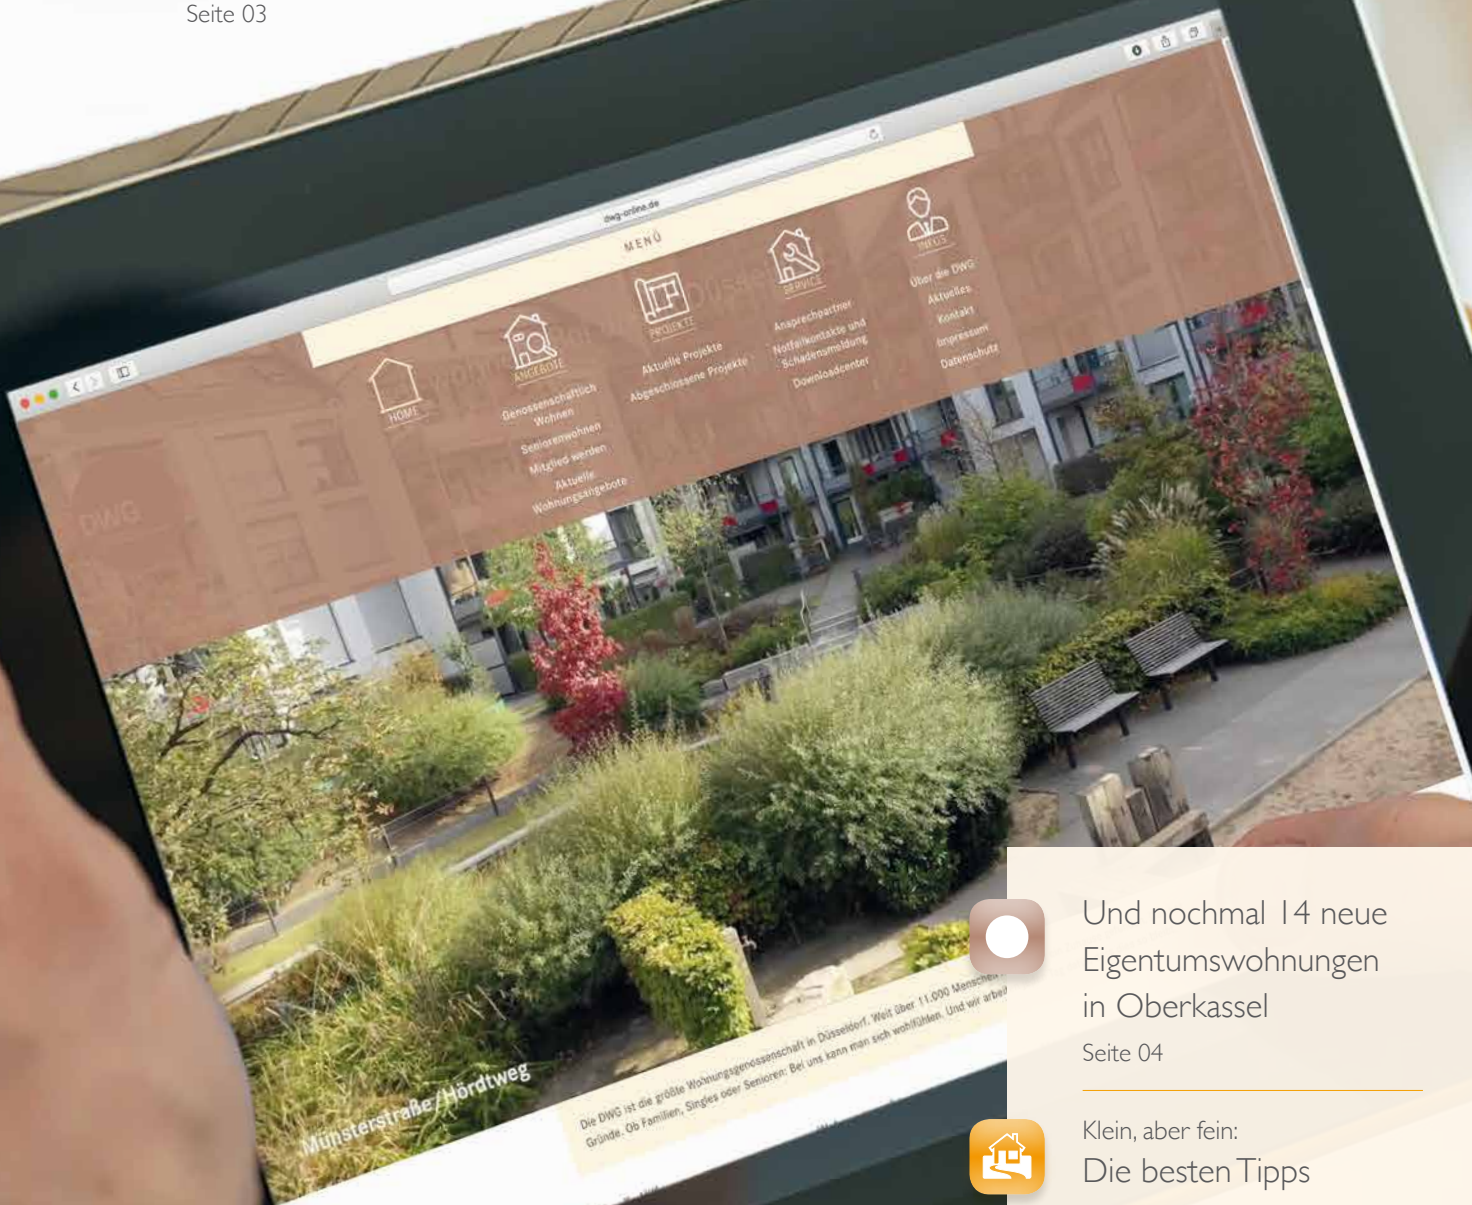 Seite 03
dwg-online.de
MENÜ
HOME
ANGEBOTE
Genossenschaftlich
Wohnen
Seniorenwohnen
Mitglied werden
Aktuelle
Wohnungsangebote
PROJEKTE
Aktuelle Projekte
Abgeschlossene Projekte
SERVICE
Ansprechpartner
Notfallkontakte und
Schadensmeldung
Downloadcenter
INFOS
Über die DWG
Aktuelles
Kontakt
Impressum
Datenschutz
DWG
Münsterstraße/Hördtweg
Die DWG ist die größte Wohnungsgenossenschaft in Düsseldorf. Weit über 11.000 Menschen
Gründe. Ob Familien, Singles oder Senioren: Bei uns kann man sich wohlfühlen. Und wir
Und nochmal 14 neue
Eigentumswohnungen
in Oberkassel
Seite 04
Klein, aber fein:
Die besten Tipps